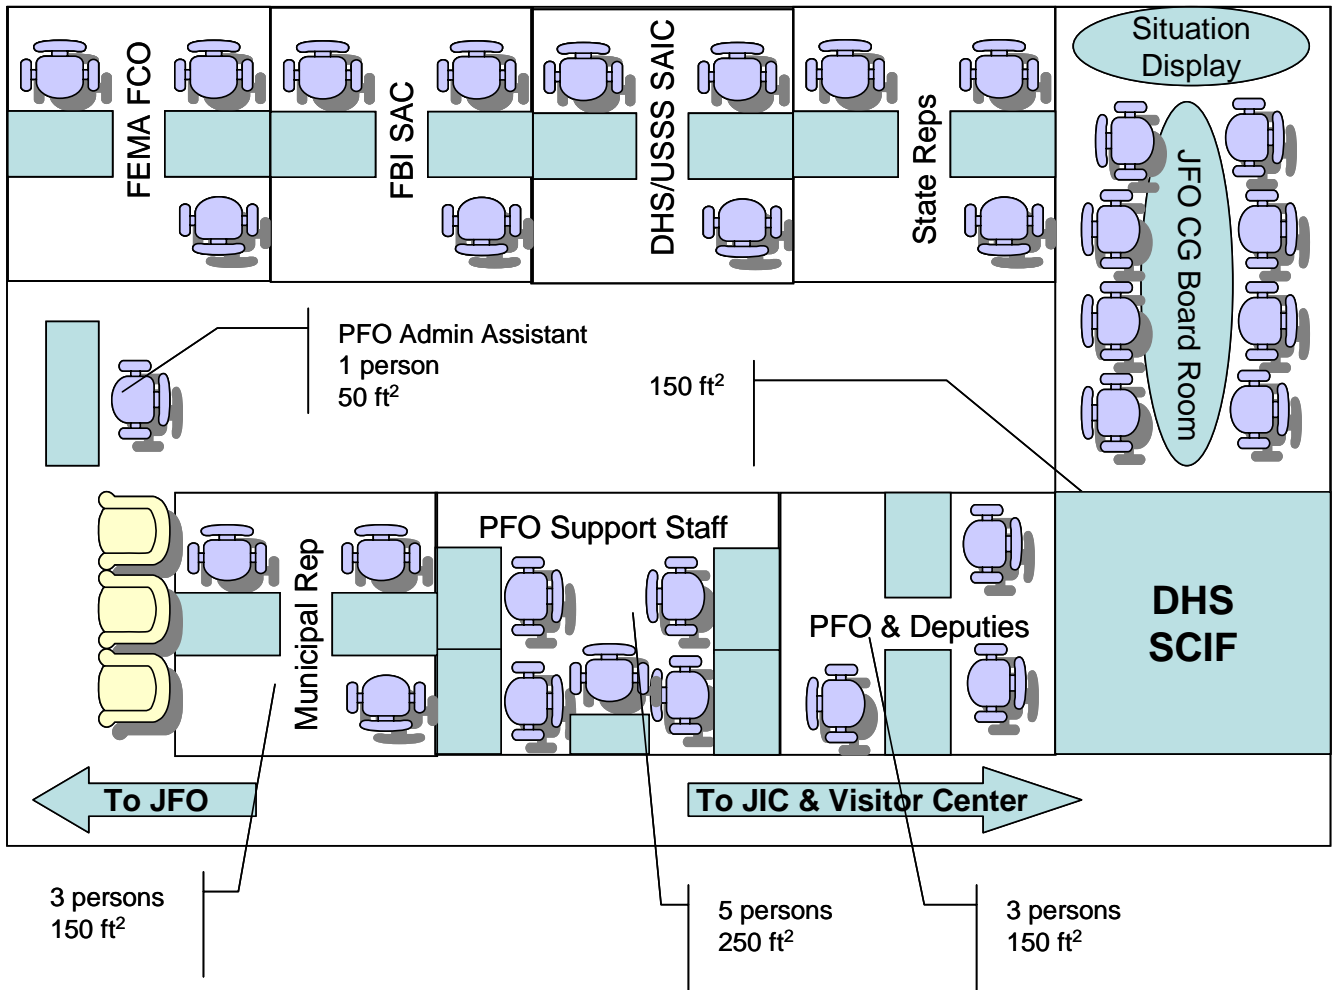 FEMA FCO
FBI SAC
DHS/USSS SAIC
State Reps
Situation
Display
JFO CG Board Room
PFO Admin Assistant
1 person
50 ft²
150 ft²
Municipal Rep
PFO Support Staff
PFO & Deputies
DHS
SCIF
To JFO
To JIC & Visitor Center
3 persons
150 ft²
5 persons
250 ft²
3 persons
150 ft²